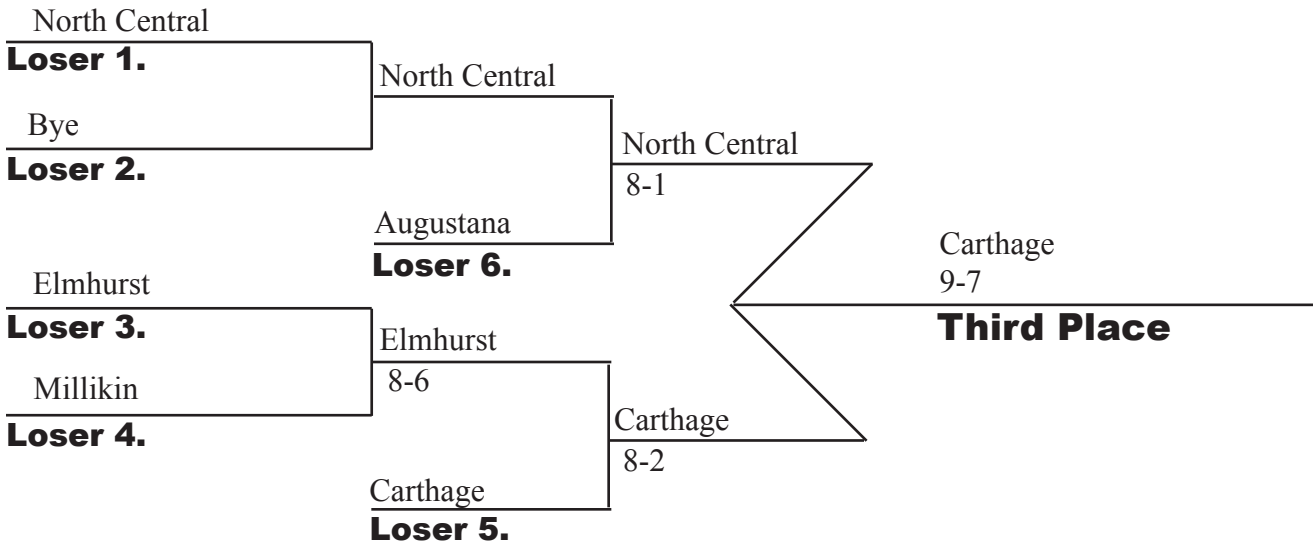 North Central
Loser 1.
Bye
Loser 2.
Elmhurst
Loser 3.
Millikin
Loser 4.
North Central
Augustana
Loser 6.
Elmhurst
8-6
Carthage
Loser 5.
North Central
8-1
Carthage
8-2
Carthage
9-7
Third Place